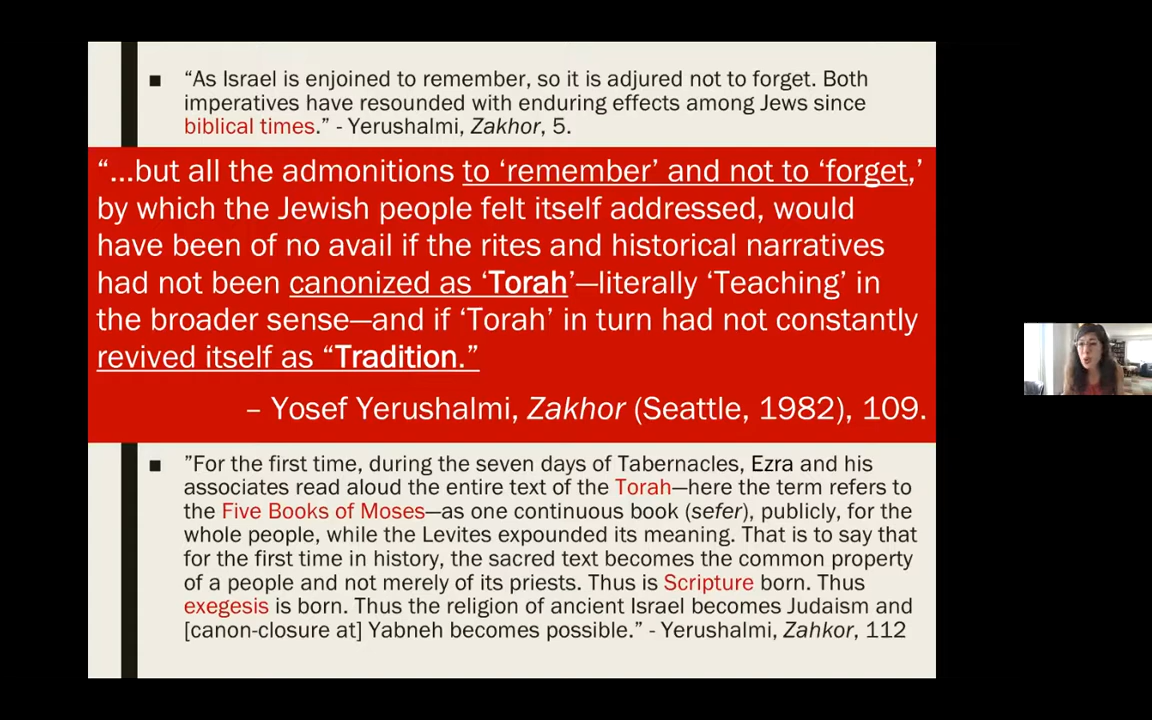 ■ “As Israel is enjoined to remember, so it is adjured not to forget. Both
imperatives have resounded with enduring effects among Jews since
biblical times.” - Yerushalmi, Zakhor, 5.
“...but all the admonitions to ‘remember’ and not to ‘forget,’
by which the Jewish people felt itself addressed, would
have been of no avail if the rites and historical narratives
had not been canonized as ‘Torah’—literally ‘Teaching’ in
the broader sense—and if ‘Torah’ in turn had not constantly
revived itself as “Tradition.”
– Yosef Yerushalmi, Zakhor (Seattle, 1982), 109.
■ ”For the first time, during the seven days of Tabernacles, Ezra and his
associates read aloud the entire text of the Torah—here the term refers to
the Five Books of Moses—as one continuous book (sefer), publicly, for the
whole people, while the Levites expounded its meaning. That is to say that
for the first time in history, the sacred text becomes the common property
of a people and not merely of its priests. Thus is Scripture born. Thus
exegesis is born. Thus the religion of ancient Israel becomes Judaism and
[canon-closure at] Yabneh becomes possible.” - Yerushalmi, Zahkor, 112